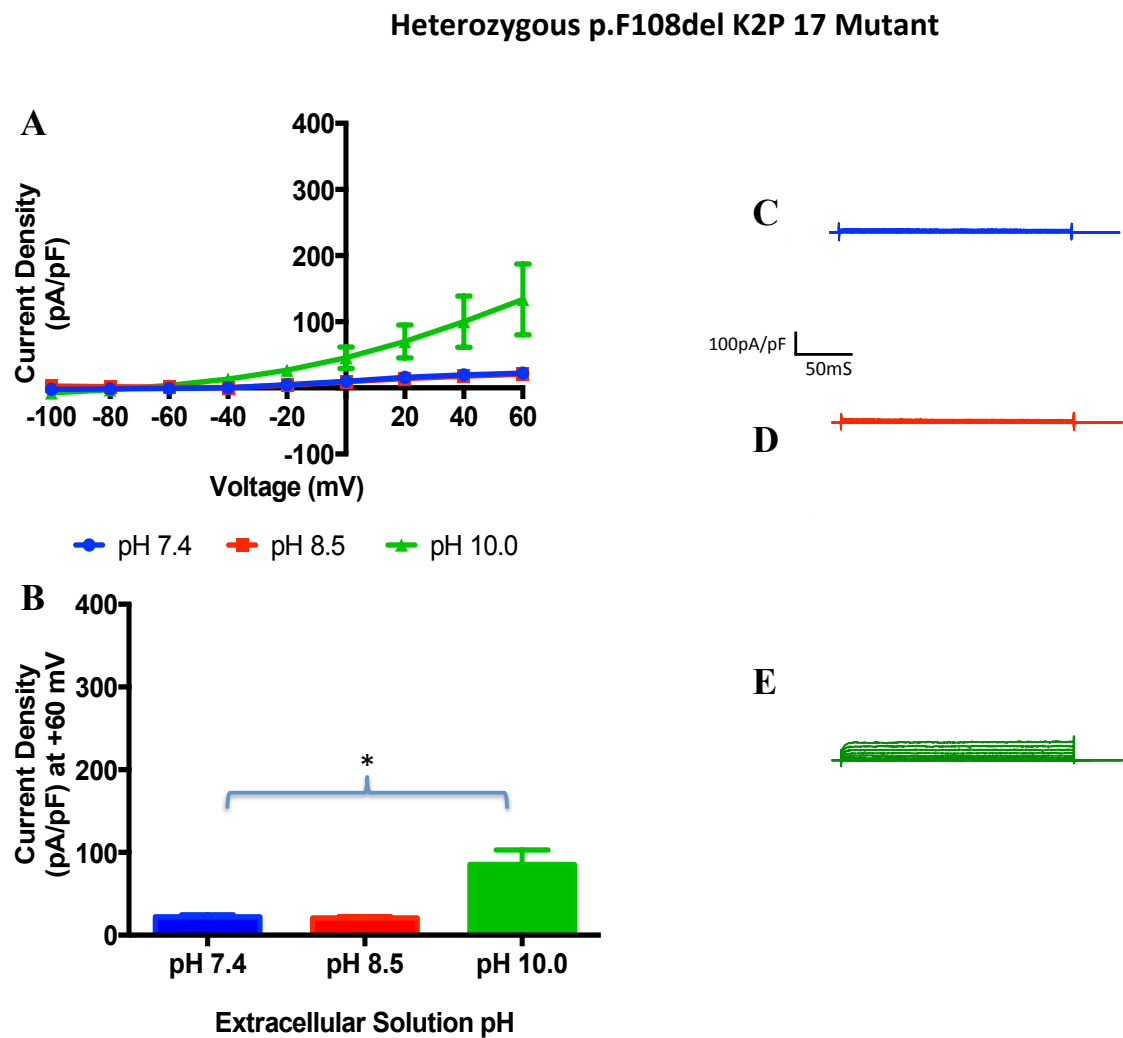 Heterozygous p.F108del K2P 17 Mutant
A
Current Density
(pA/pF)
400
300
200
100
-100
-100 -80 -60 -40 -20 20 40 60
Voltage (mV)
pH 7.4 pH 8.5 pH 10.0
B
Current Density
(pA/pF) at +60 mV
400
300
200
100
0
*
pH 7.4 pH 8.5 pH 10.0
Extracellular Solution pH
C
100pA/pF
50mS
D
E